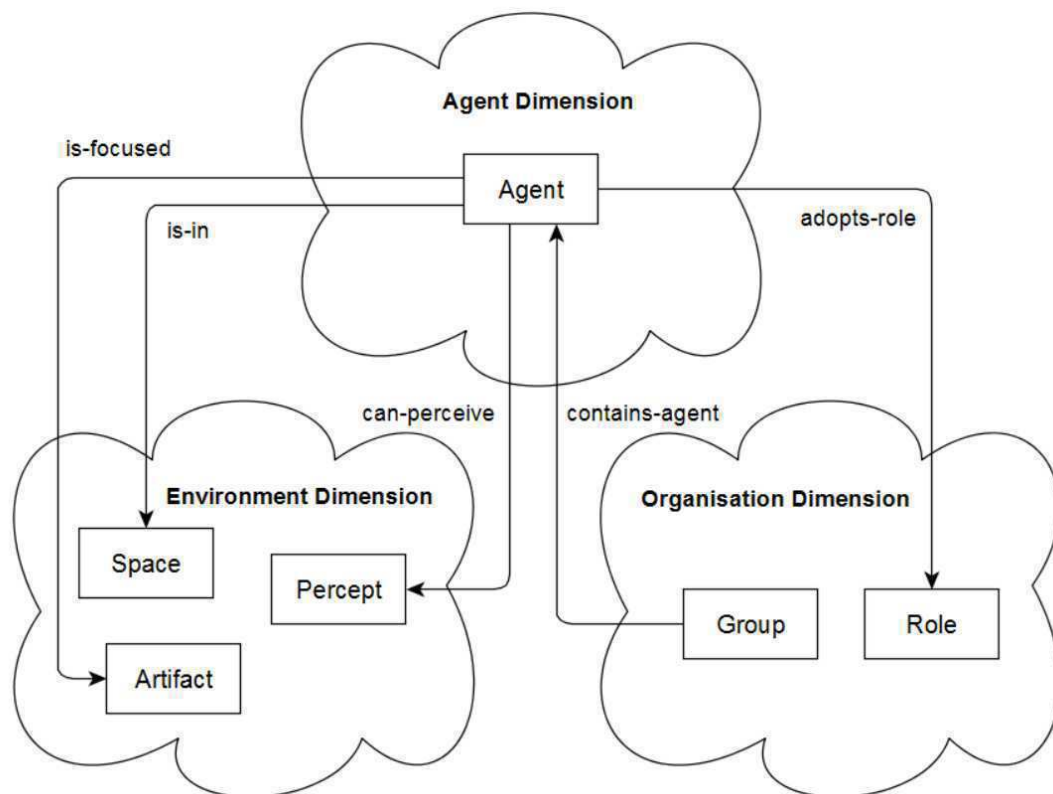 Agent Dimension
is-focused
Agent
is-in
adopts-role
can-perceive
contains-agent
Environment Dimension
Organisation Dimension
Space
Percept
Group
Role
Artifact